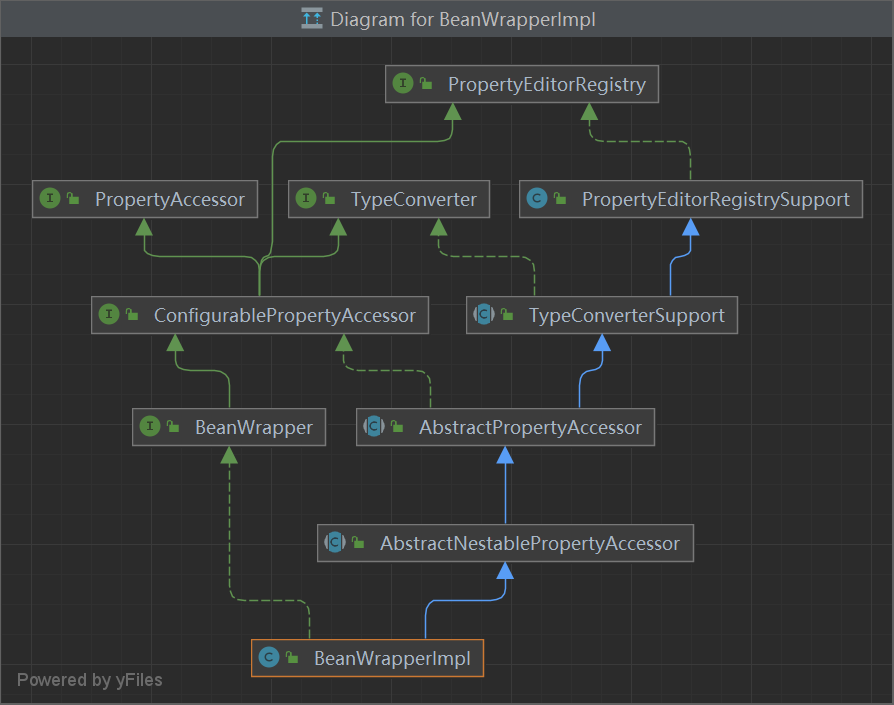 Diagram for BeanWrapperImpl
I PropertyEditorRegistry
I PropertyAccessor
I TypeConverter
C PropertyEditorRegistrySupport
I ConfigurablePropertyAccessor
C TypeConverterSupport
I BeanWrapper
C AbstractPropertyAccessor
C AbstractNestablePropertyAccessor
C BeanWrapperImpl
Powered by yFiles